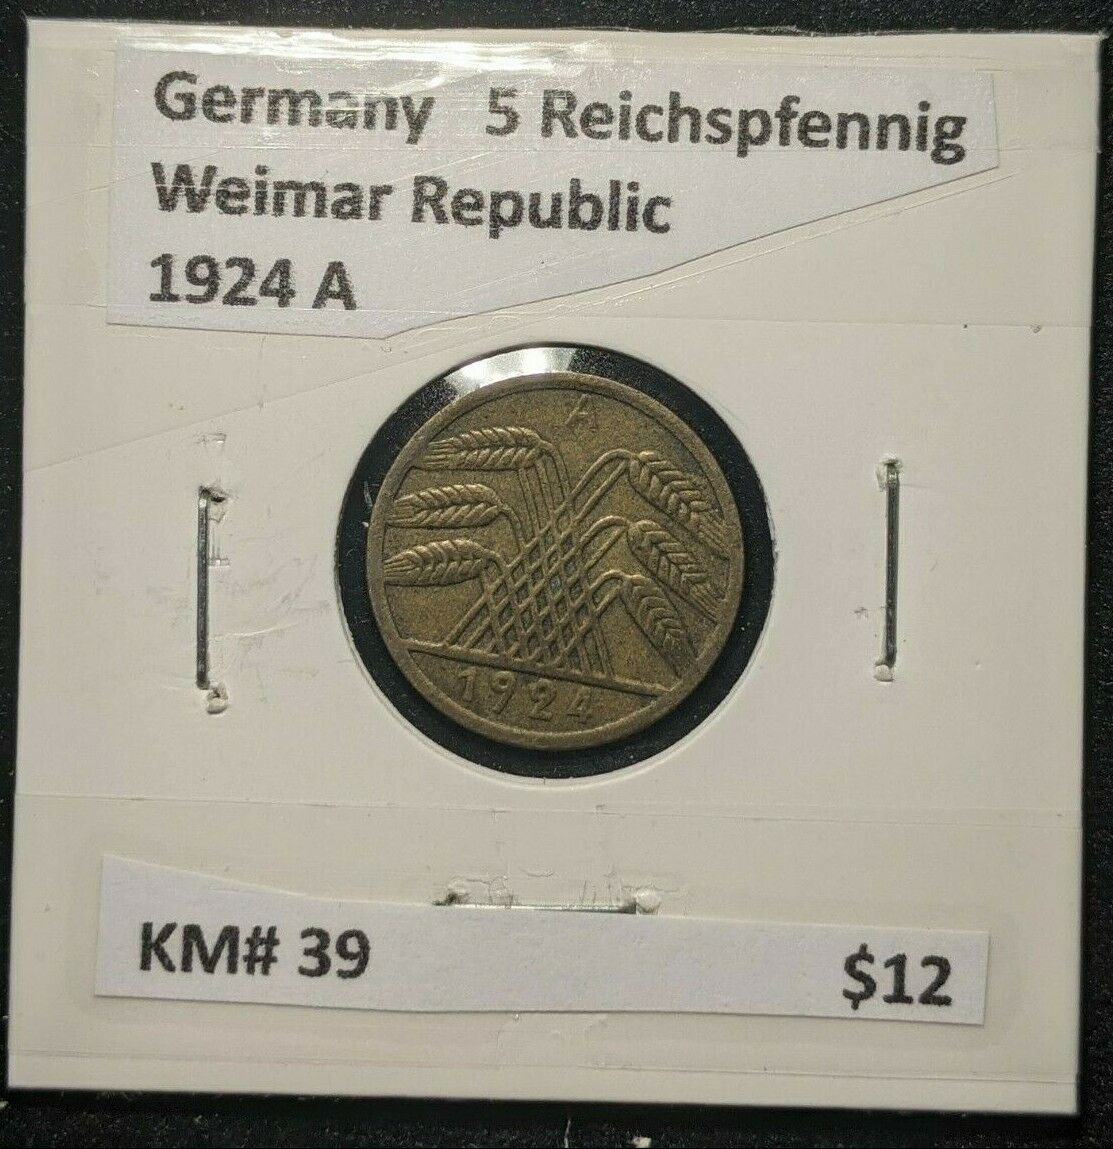 Germany 5 Reichspfennig
Weimar Republic
1924 A
A
1924
KM# 39 $12